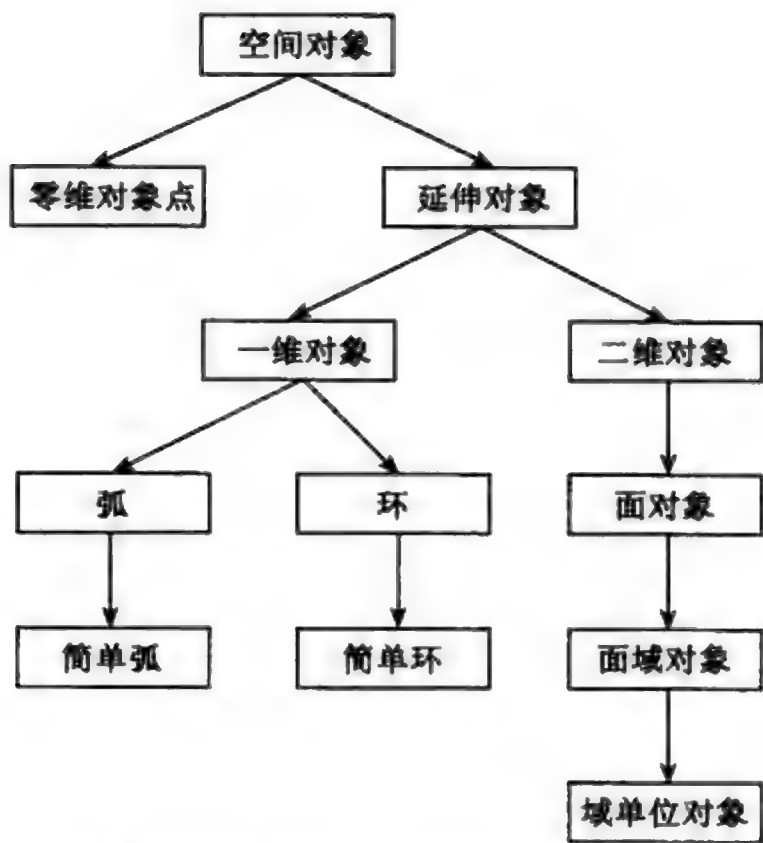 空间对象
零维对象点
延伸对象
一维对象
二维对象
弧
环
面对象
简单弧
简单环
面域对象
域单位对象